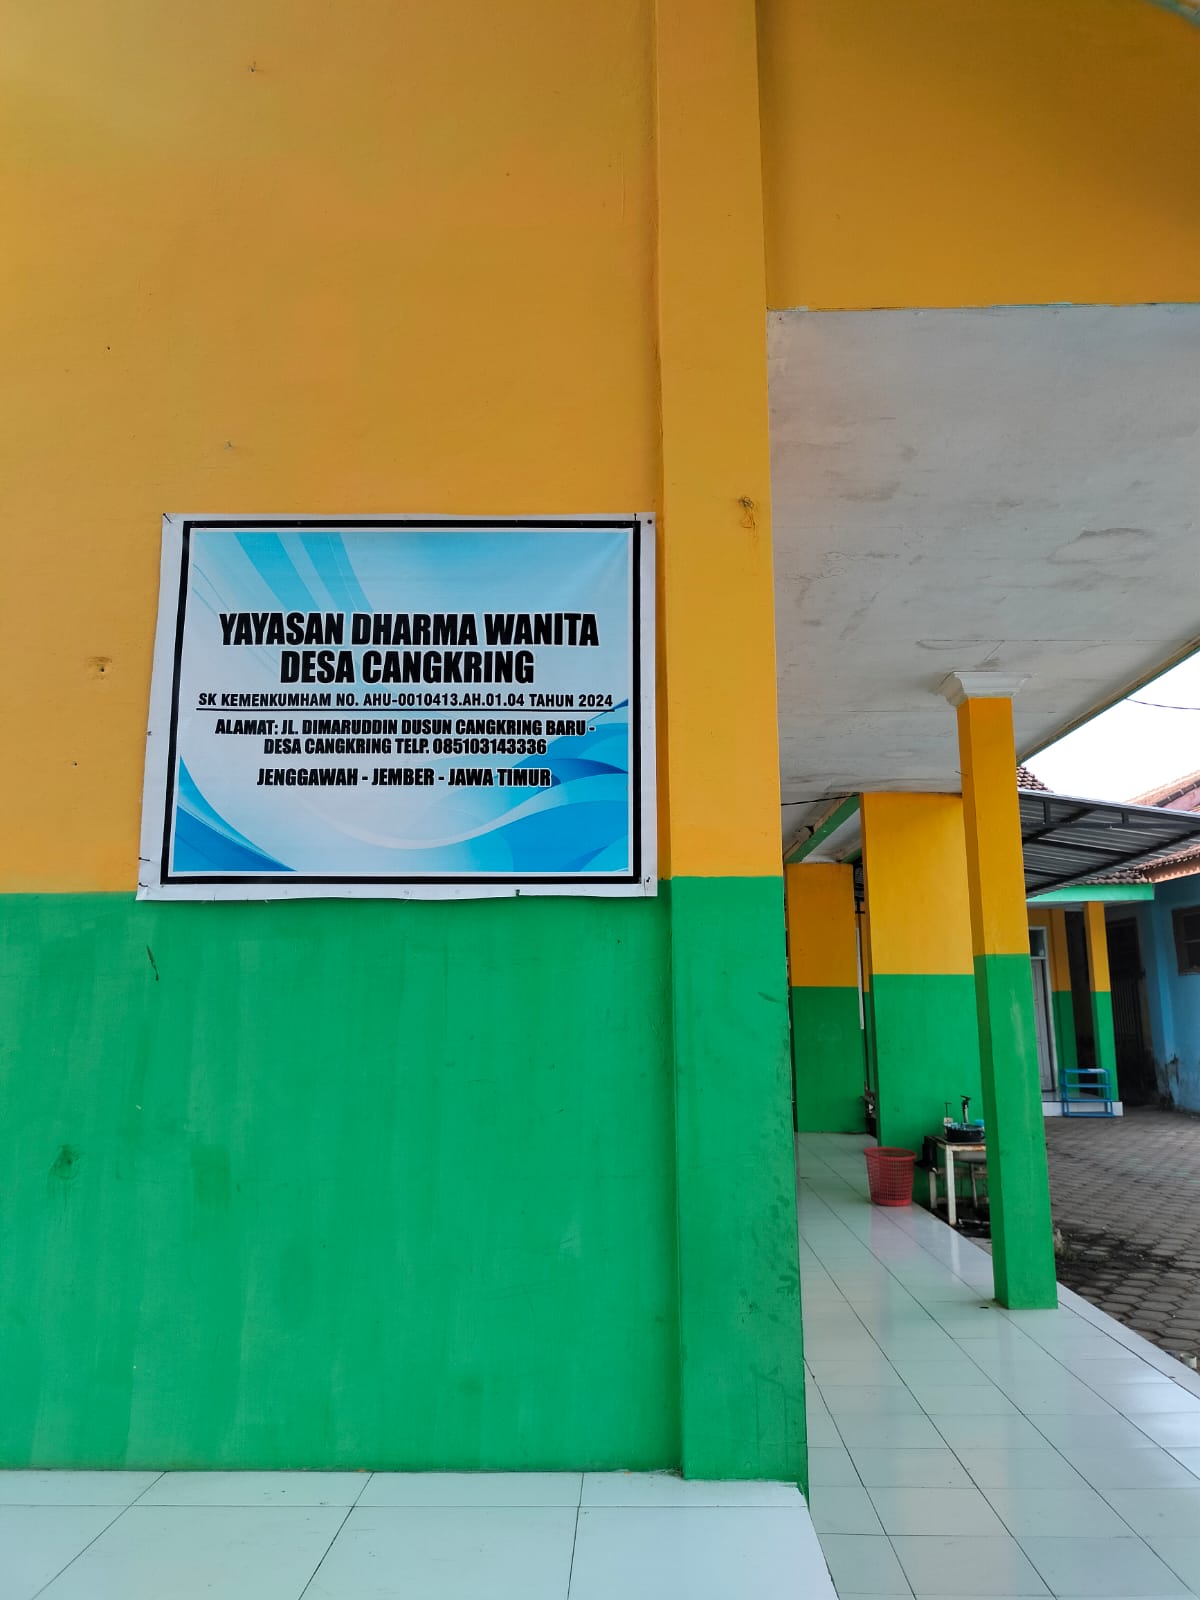 YAYASAN DHARMA WANITA
DESA CANGKRING
SK KEMENKUMHAM NO. AHU-0010413.AH.01.04 TAHUN 2024
ALAMAT: JL. DIMARUDDIN DUSUN CANGKRING BARU -
DESA CANGKRING TELP. 085103143336
JENGGAWAH - JEMBER - JAWA TIMUR